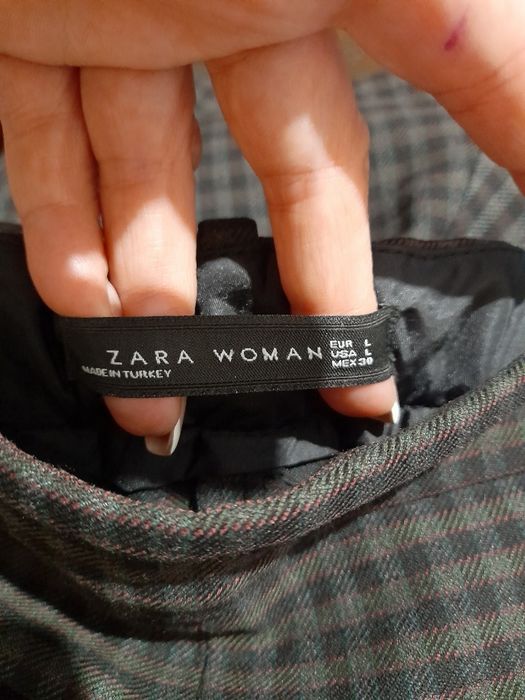 ZARA WOMAN
MADE IN TURKEY
EUR L
USA L
MEX 30